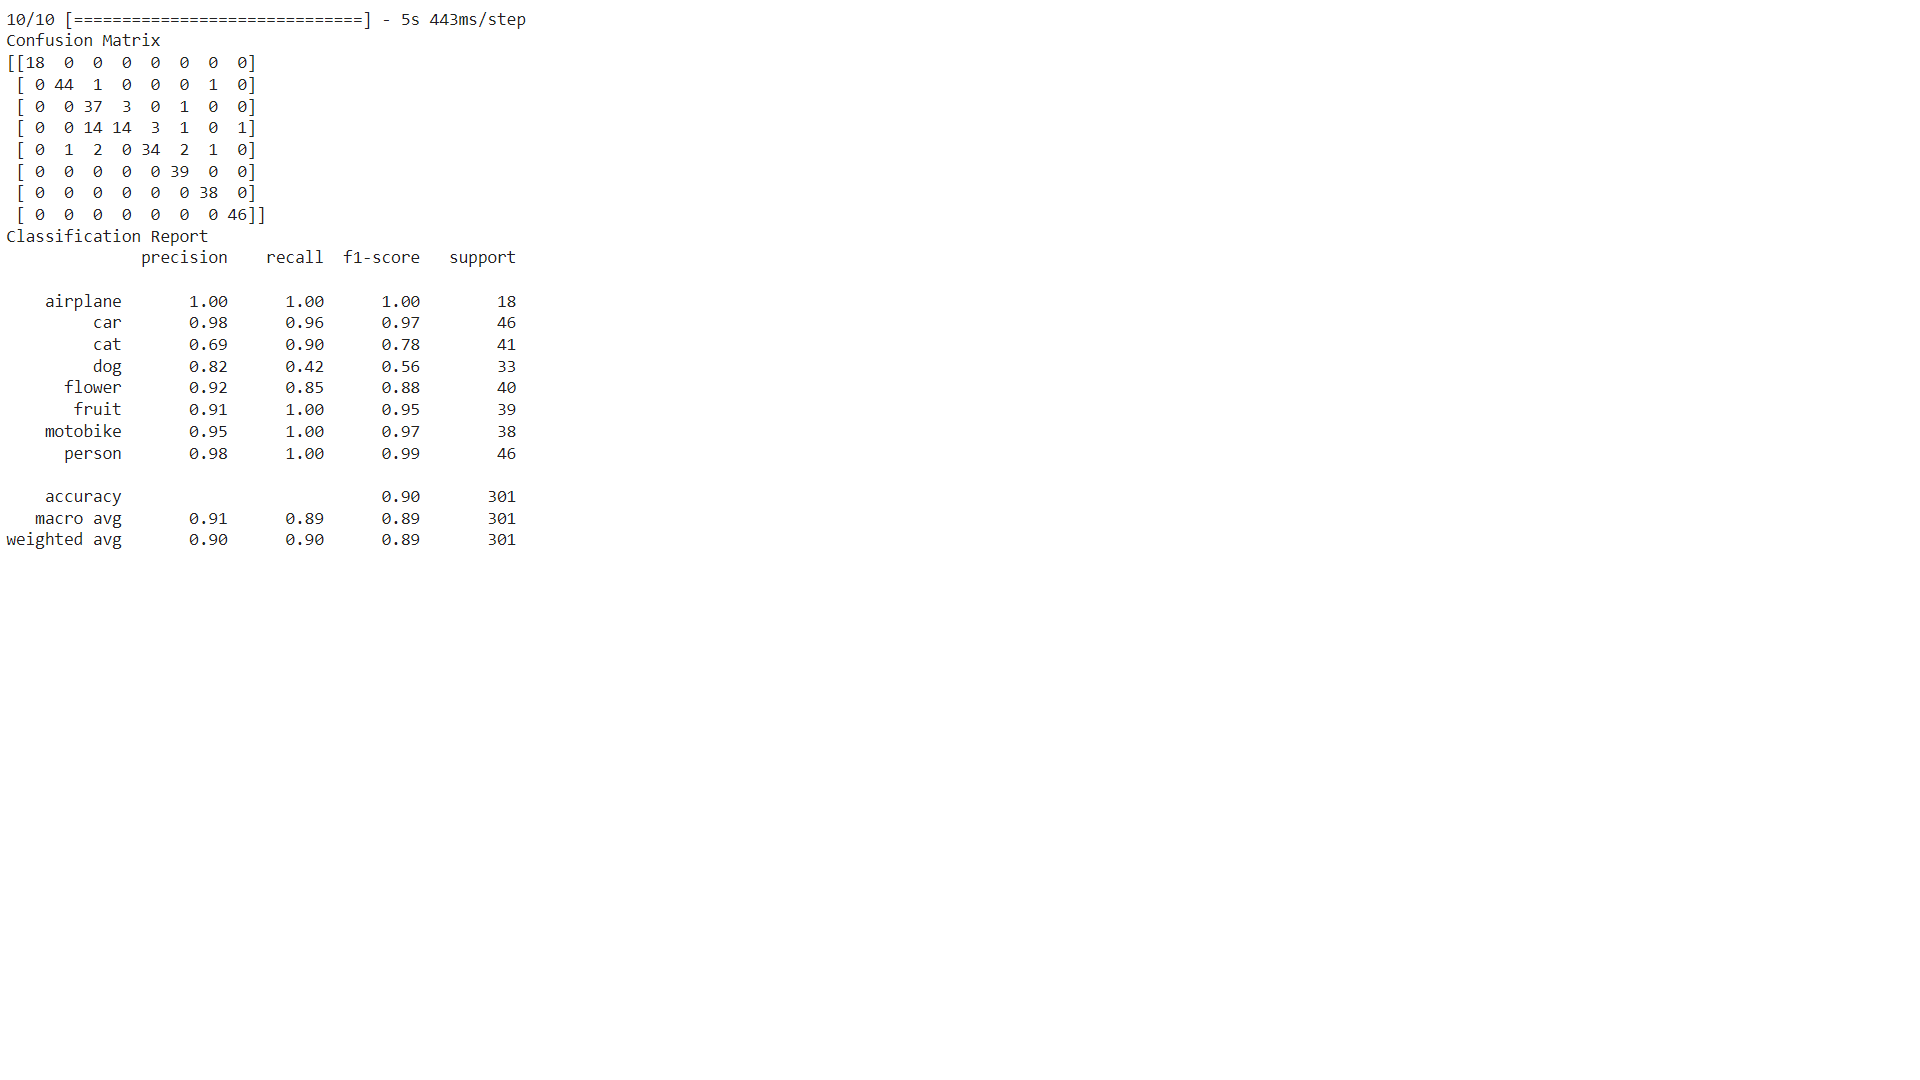 10/10 [==============================] - 5s 443ms/step
Confusion Matrix
[[18  0  0  0  0  0  0  0]
 [ 0 44  1  0  0  0  1  0]
 [ 0  0 37  3  0  1  0  0]
 [ 0  0 14 14  3  1  0  1]
 [ 0  1  2  0 34  2  1  0]
 [ 0  0  0  0  0 39  0  0]
 [ 0  0  0  0  0  0 38  0]
 [ 0  0  0  0  0  0  0 46]]
Classification Report
              precision    recall  f1-score   support

    airplane       1.00      1.00      1.00        18
         car       0.98      0.96      0.97        46
         cat       0.69      0.90      0.78        41
         dog       0.82      0.42      0.56        33
      flower       0.92      0.85      0.88        40
       fruit       0.91      1.00      0.95        39
    motobike       0.95      1.00      0.97        38
      person       0.98      1.00      0.99        46

    accuracy                           0.90       301
   macro avg       0.91      0.89      0.89       301
weighted avg       0.90      0.90      0.89       301